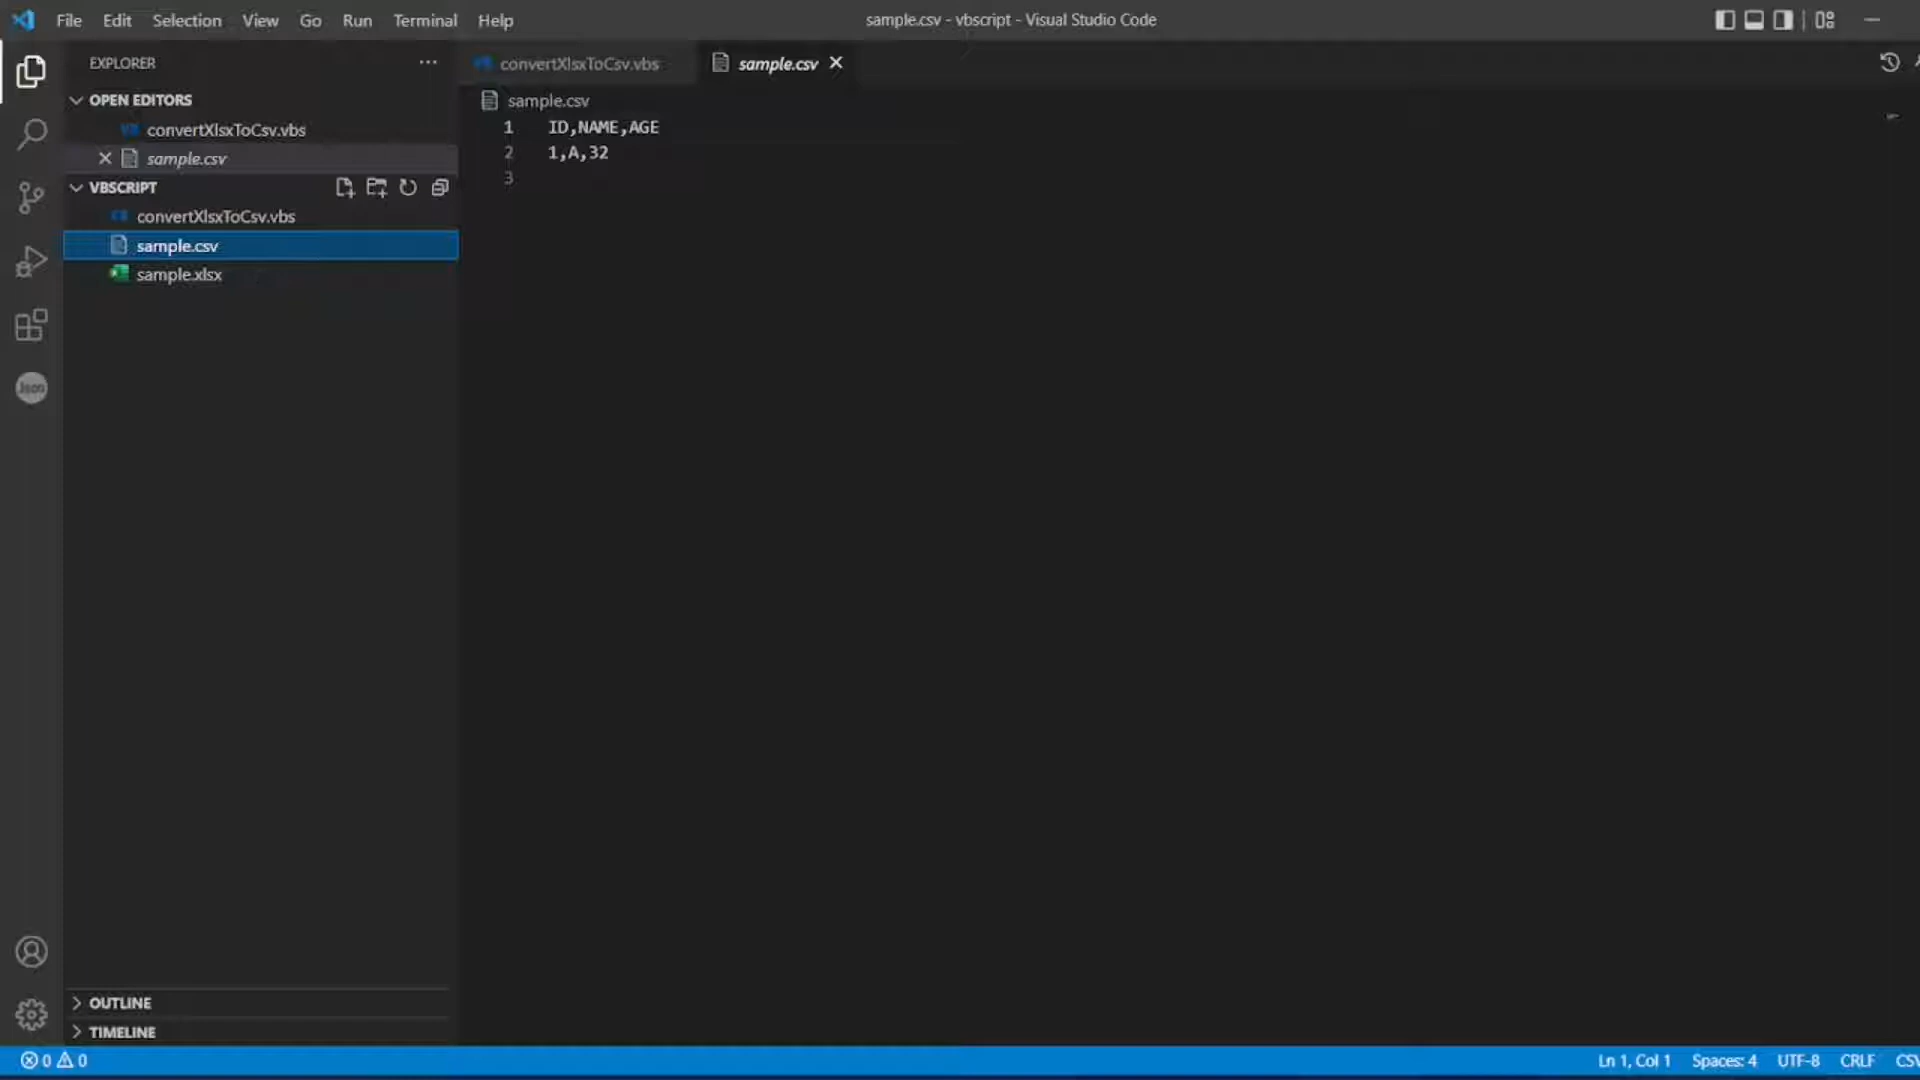 File Edit Selection View Go Run Terminal Help
sample.csv - vbscript - Visual Studio Code
EXPLORER
OPEN EDITORS
convertXlsxToCsv.vbs
sample.csv
VBSCRIPT
convertXlsxToCsv.vbs
sample.csv
sample.xlsx
OUTLINE
TIMELINE
convertXlsxToCsv.vbs
sample.csv
sample.csv
1 ID,NAME,AGE
2 1,A,32
3
Json
0 0
Ln 1, Col 1 Spaces: 4 UTF-8 CRLF CSV